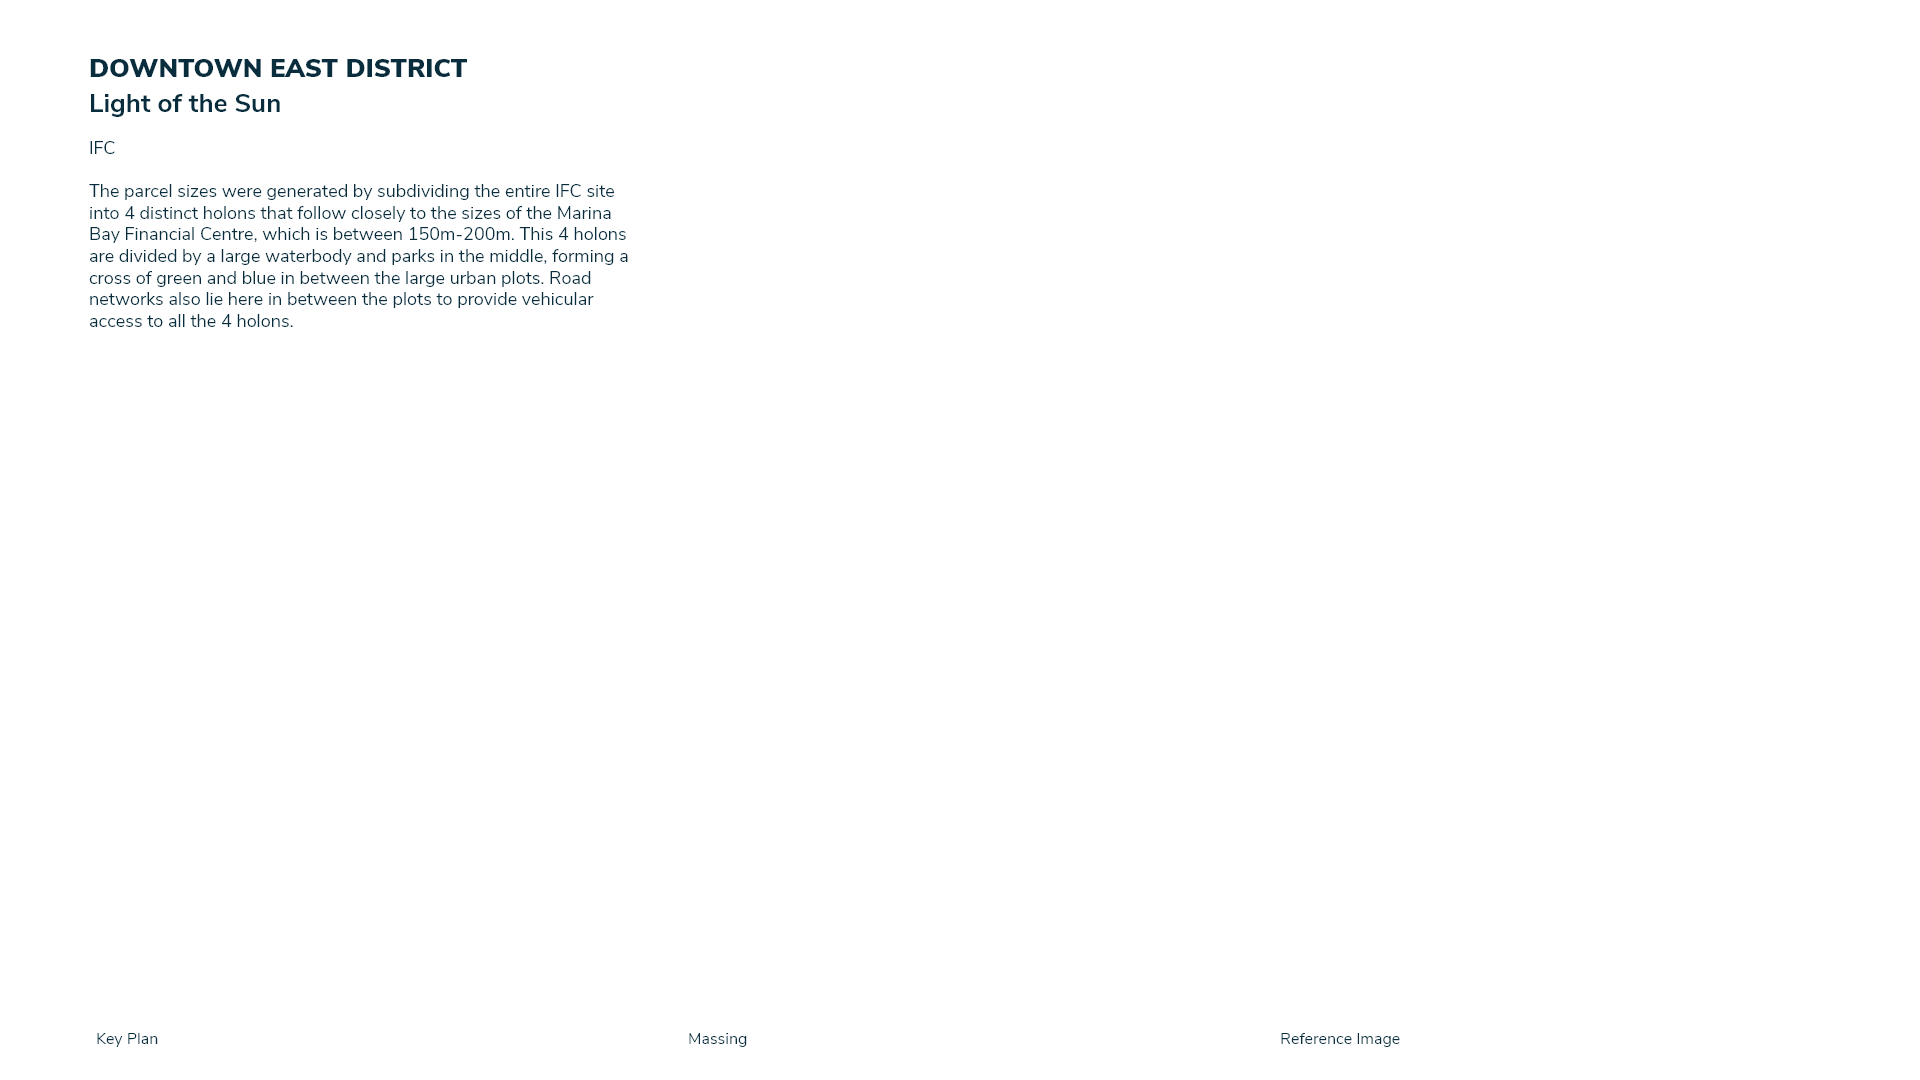 DOWNTOWN EAST DISTRICT
Light of the Sun
IFC
The parcel sizes were generated by subdividing the entire IFC site
into 4 distinct holons that follow closely to the sizes of the Marina
Bay Financial Centre, which is between 150m-200m. This 4 holons
are divided by a large waterbody and parks in the middle, forming a
cross of green and blue in between the large urban plots. Road
networks also lie here in between the plots to provide vehicular
access to all the 4 holons.
Key Plan
Massing
Reference Image